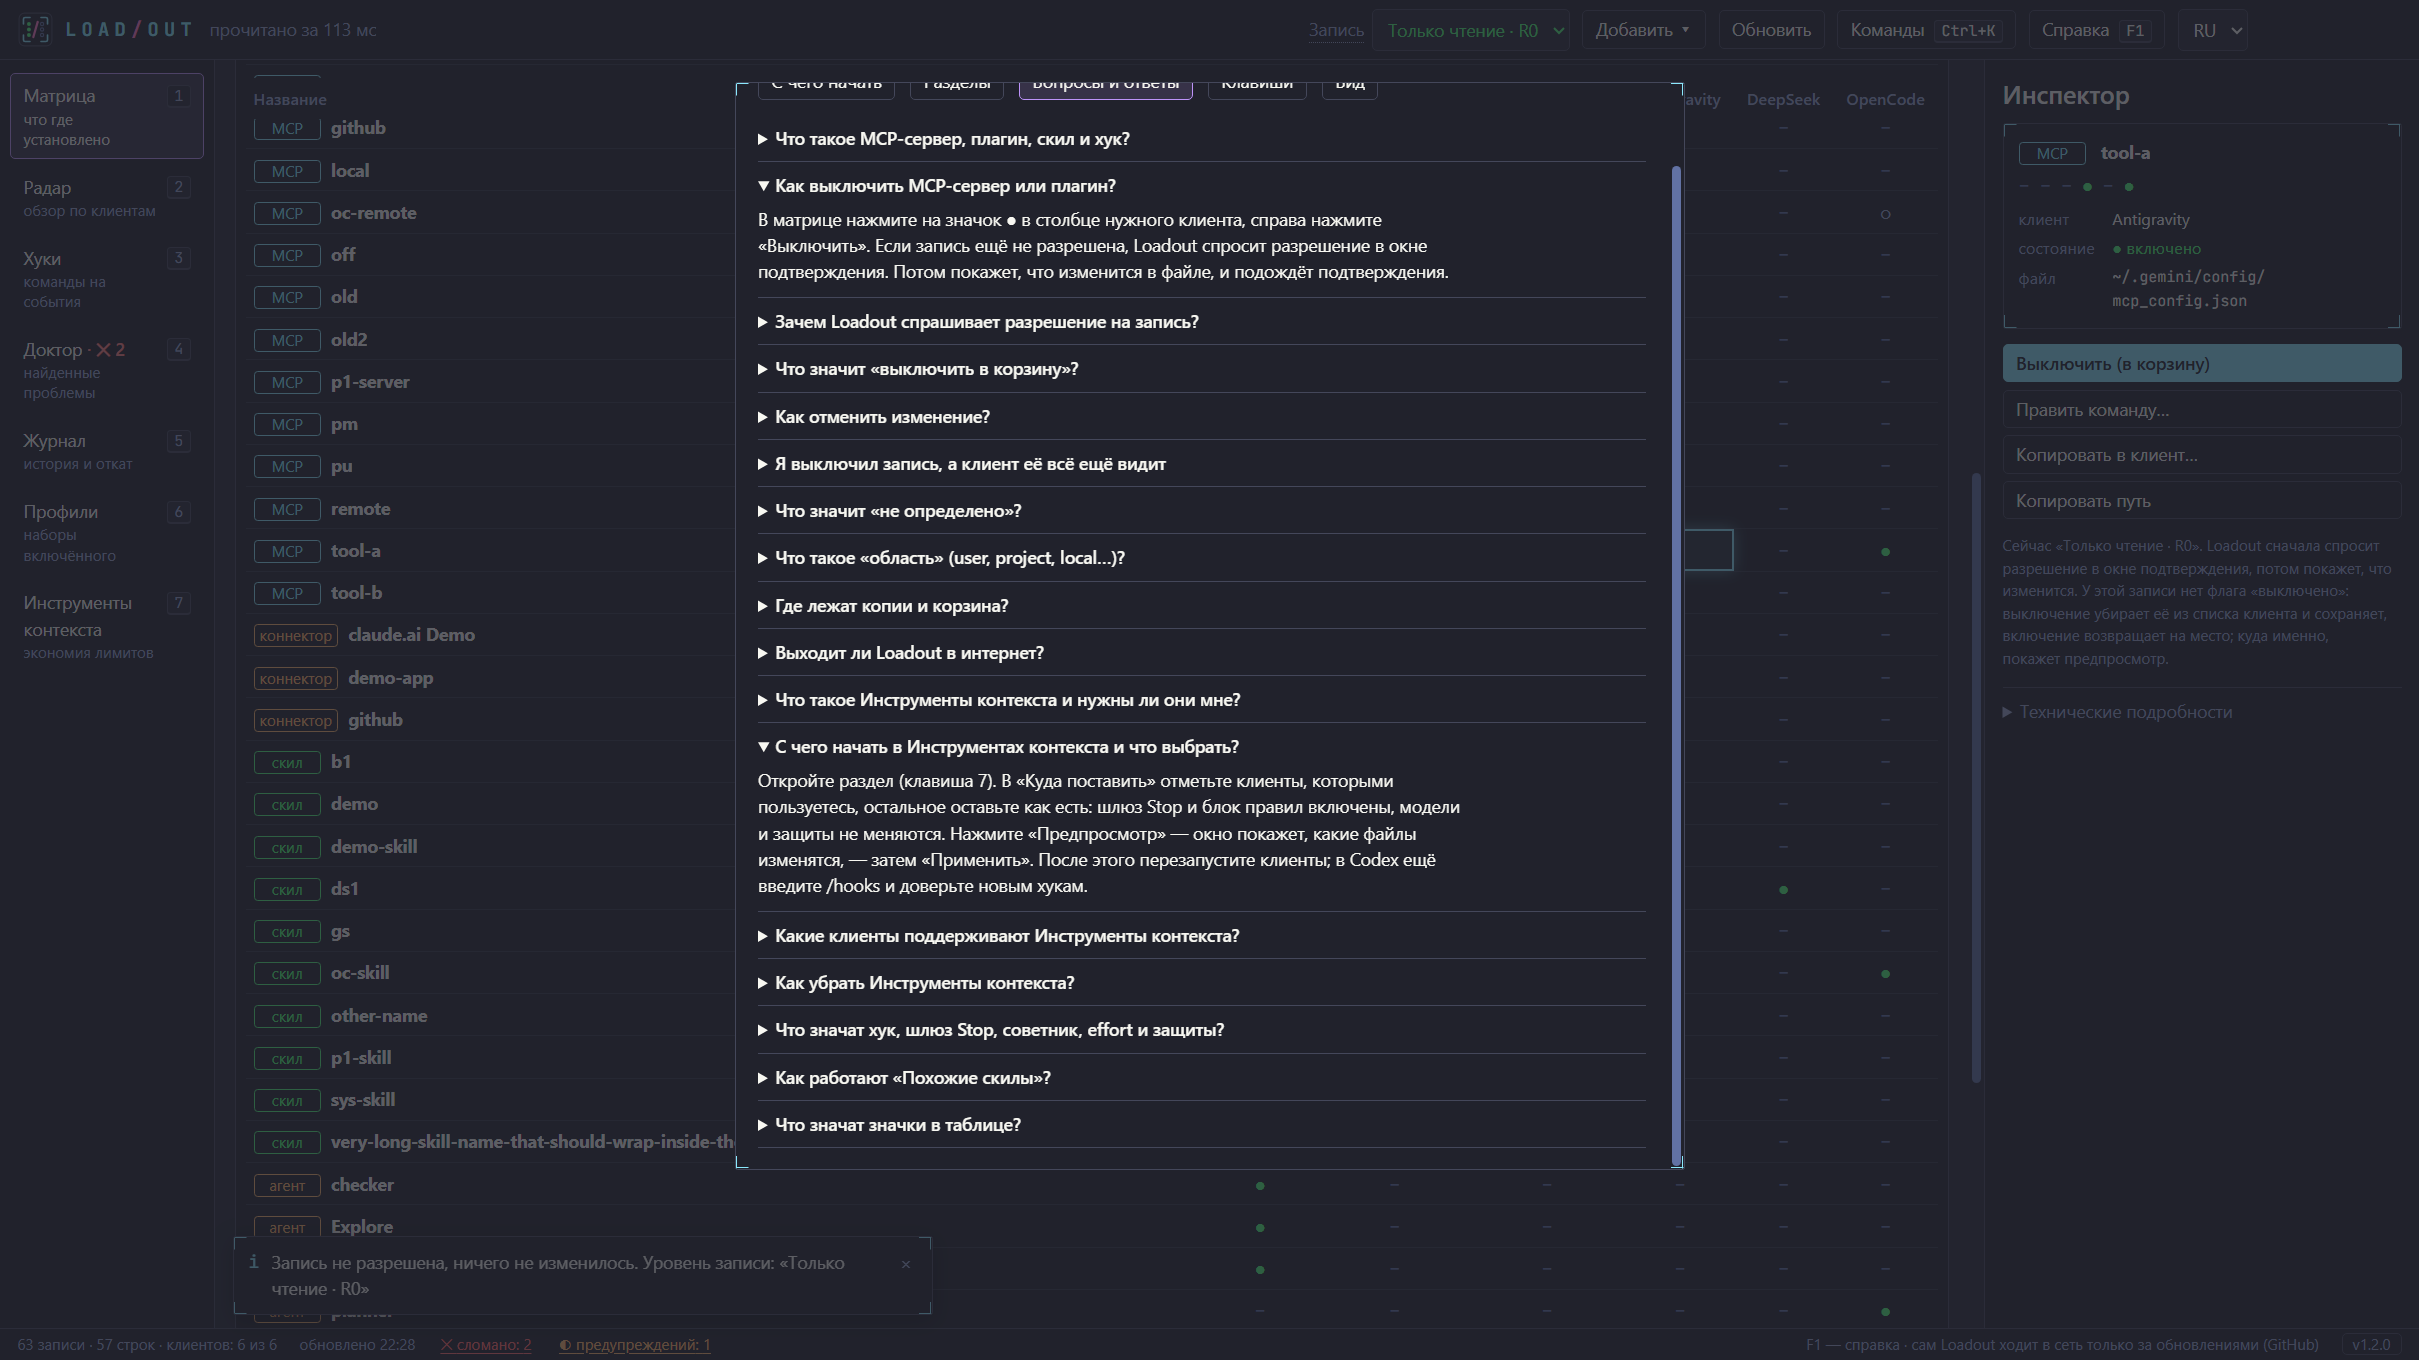 LOAD/OUT прочитано за 113 мс
Запись Только чтение · R0 Добавить Обновить Команды Ctrl+K Справка F1 RU
Матрица 1
что где
установлено
Радар 2
обзор по клиентам
Хуки 3
команды на
события
Доктор · 2 4
найденные
проблемы
Журнал 5
история и откат
Профили 6
наборы
включённого
Инструменты 7
контекста
экономия лимитов
Название
avity DeepSeek OpenCode
MCP github
MCP local
MCP oc-remote
MCP off
MCP old
MCP old2
MCP p1-server
MCP pm
MCP pu
MCP remote
MCP tool-a
MCP tool-b
коннектор claude.ai Demo
коннектор demo-app
коннектор github
скил b1
скил demo
скил demo-skill
скил ds1
скил gs
скил oc-skill
скил other-name
скил p1-skill
скил sys-skill
скил very-long-skill-name-that-should-wrap-inside-th
агент checker
агент Explore
агент planner
С чего начать Разделы Вопросы и ответы Клавиши Вид
Что такое MCP-сервер, плагин, скил и хук?
Как выключить MCP-сервер или плагин?
В матрице нажмите на значок ● в столбце нужного клиента, справа нажмите
«Выключить». Если запись ещё не разрешена, Loadout спросит разрешение в окне
подтверждения. Потом покажет, что изменится в файле, и подождёт подтверждения.
Зачем Loadout спрашивает разрешение на запись?
Что значит «выключить в корзину»?
Как отменить изменение?
Я выключил запись, а клиент её всё ещё видит
Что значит «не определено»?
Что такое «область» (user, project, local...)?
Где лежат копии и корзина?
Выходит ли Loadout в интернет?
Что такое Инструменты контекста и нужны ли они мне?
С чего начать в Инструментах контекста и что выбрать?
Откройте раздел (клавиша 7). В «Куда поставить» отметьте клиенты, которыми
пользуетесь, остальное оставьте как есть: шлюз Stop и блок правил включены, модели
и защиты не меняются. Нажмите «Предпросмотр» — окно покажет, какие файлы
изменятся, — затем «Применить». После этого перезапустите клиенты; в Codex ещё
введите /hooks и доверьте новым хукам.
Какие клиенты поддерживают Инструменты контекста?
Как убрать Инструменты контекста?
Что значат хук, шлюз Stop, советник, effort и защиты?
Как работают «Похожие скилы»?
Что значат значки в таблице?
Инспектор
MCP tool-a
клиент Antigravity
состояние ● включено
файл ~/.gemini/config/
mcp_config.json
Выключить (в корзину)
Править команду...
Копировать в клиент...
Копировать путь
Сейчас «Только чтение · R0». Loadout сначала спросит
разрешение в окне подтверждения, потом покажет, что
изменится. У этой записи нет флага «выключено»:
выключение убирает её из списка клиента и сохраняет,
включение возвращает на место; куда именно,
покажет предпросмотр.
Технические подробности
i Запись не разрешена, ничего не изменилось. Уровень записи: «Только ×
чтение · R0»
63 записи · 57 строк · клиентов: 6 из 6 обновлено 22:28 сломано: 2 предупреждений: 1
F1 — справка · сам Loadout ходит в сеть только за обновлениями (GitHub) v1.2.0